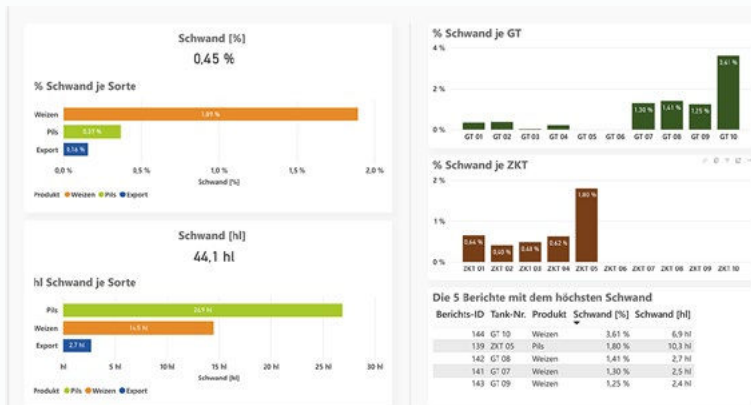 Schwand [%]
0,45 %
% Schwand je Sorte
Weizen 1,89 %
Pils 0,37 %
Export 0,16 %
0,0 % 0,5 % 1,0 % 1,5 % 2,0 %
Schwand [%]
Produkt Weizen Pils Export
Schwand [hl]
44,1 hl
hl Schwand je Sorte
Pils 26,9 hl
Weizen 14,5 hl
Export 2,7 hl
hl 5 hl 10 hl 15 hl 20 hl 25 hl 30 hl
Schwand [hl]
Produkt Pils Weizen Export
% Schwand je GT
4 %
3,61 %
2 %
1,30 % 1,41 % 1,25 %
0 %
GT 01 GT 02 GT 03 GT 04 GT 05 GT 06 GT 07 GT 08 GT 09 GT 10
% Schwand je ZKT
2 %
1,80 %
1 %
0,64 % 0,40 % 0,48 % 0,62 %
0 %
ZKT 01 ZKT 02 ZKT 03 ZKT 04 ZKT 05 ZKT 06 ZKT 07 ZKT 08 ZKT 09 ZKT 10
Die 5 Berichte mit dem höchsten Schwand
Berichts-ID Tank-Nr. Produkt Schwand [%] Schwand [hl]
144 GT 10 Weizen 3,61 % 6,9 hl
139 ZKT 05 Pils 1,80 % 10,3 hl
142 GT 08 Weizen 1,41 % 2,7 hl
141 GT 07 Weizen 1,30 % 2,5 hl
143 GT 09 Weizen 1,25 % 2,4 hl